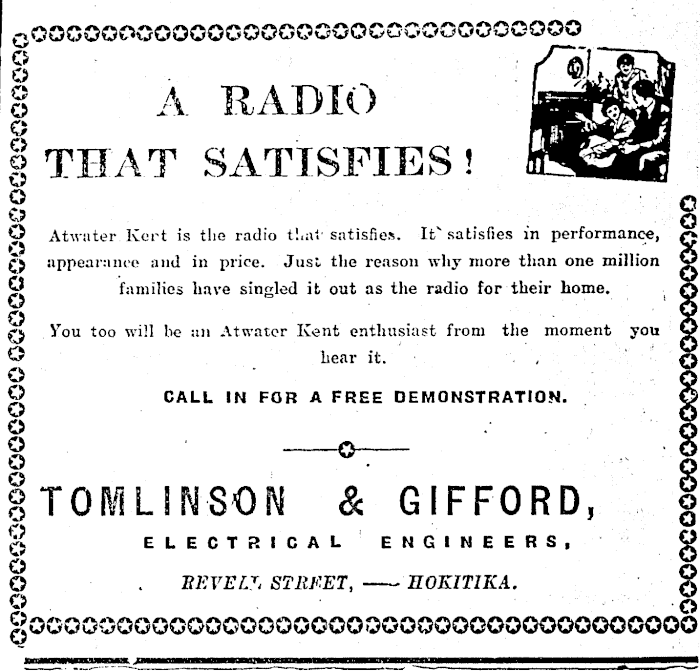 A RADIO
THAT SATISFIES!
Atwater Kert is the radio that satisfies. It satisfies in performance,
appearance and in price. Just the reason why more than one million
families have singled it out as the radio for their home.
You too will be an Atwater Kent enthusiast from the moment you
hear it.
CALL IN FOR A FREE DEMONSTRATION.
TOMLINSON & GIFFORD,
ELECTRICAL ENGINEERS,
REVELL STREET, — HOKITIKA.